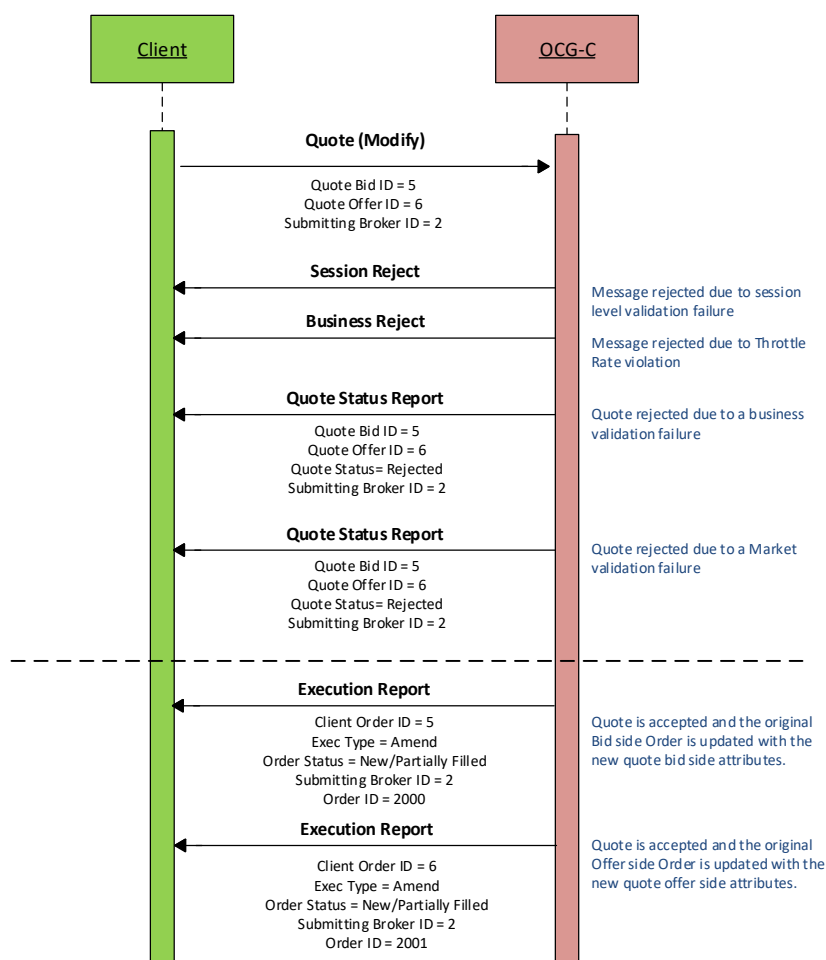 Client
OCG-C
Quote (Modify)
Quote Bid ID = 5
Quote Offer ID = 6
Submitting Broker ID = 2
Session Reject
Message rejected due to session
level validation failure
Business Reject
Message rejected due to Throttle
Rate violation
Quote Status Report
Quote rejected due to a business
validation failure
Quote Bid ID = 5
Quote Offer ID = 6
Quote Status= Rejected
Submitting Broker ID = 2
Quote Status Report
Quote rejected due to a Market
validation failure
Quote Bid ID = 5
Quote Offer ID = 6
Quote Status= Rejected
Submitting Broker ID = 2
Execution Report
Client Order ID = 5
Exec Type = Amend
Order Status = New/Partially Filled
Submitting Broker ID = 2
Order ID = 2000
Quote is accepted and the original
Bid side Order is updated with the
new quote bid side attributes.
Execution Report
Client Order ID = 6
Exec Type = Amend
Order Status = New/Partially Filled
Submitting Broker ID = 2
Order ID = 2001
Quote is accepted and the original
Offer side Order is updated with the
new quote offer side attributes.